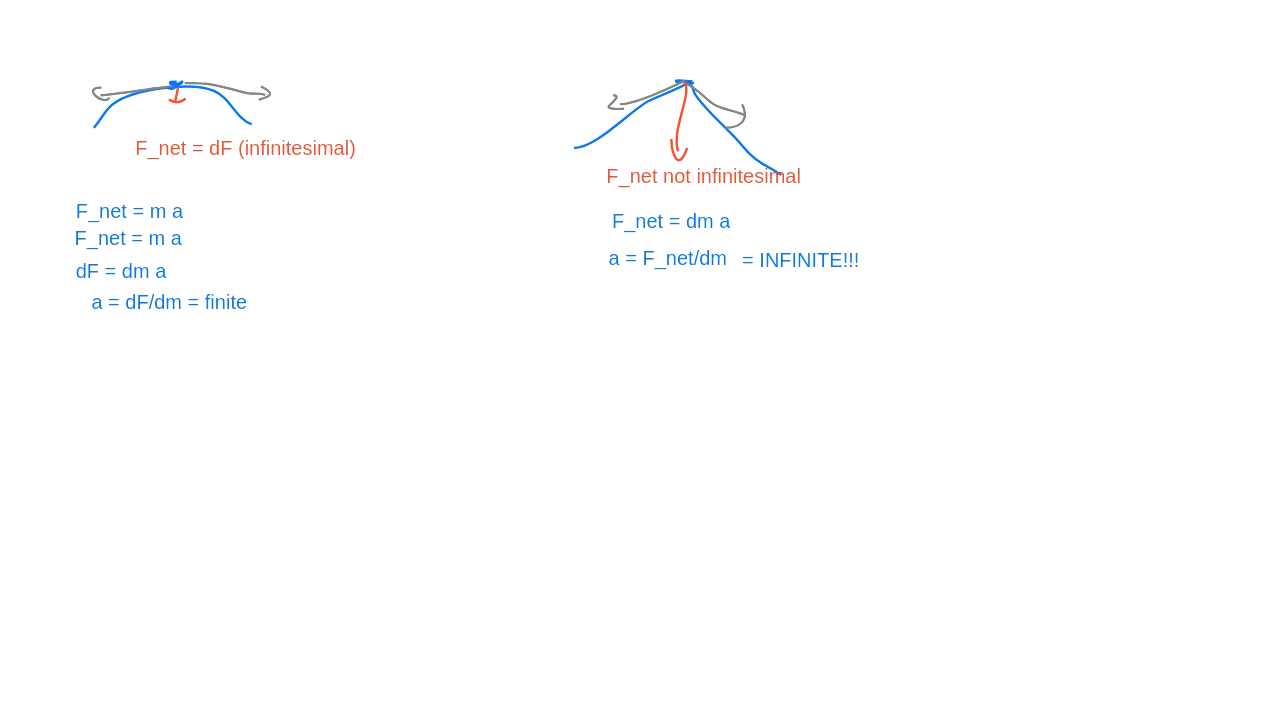 F_net = dF (infinitesimal)
F_net = m a
F_net = m a
dF = dm a
a = dF/dm = finite
F_net not infinitesimal
F_net = dm a
a = F_net/dm = INFINITE!!!